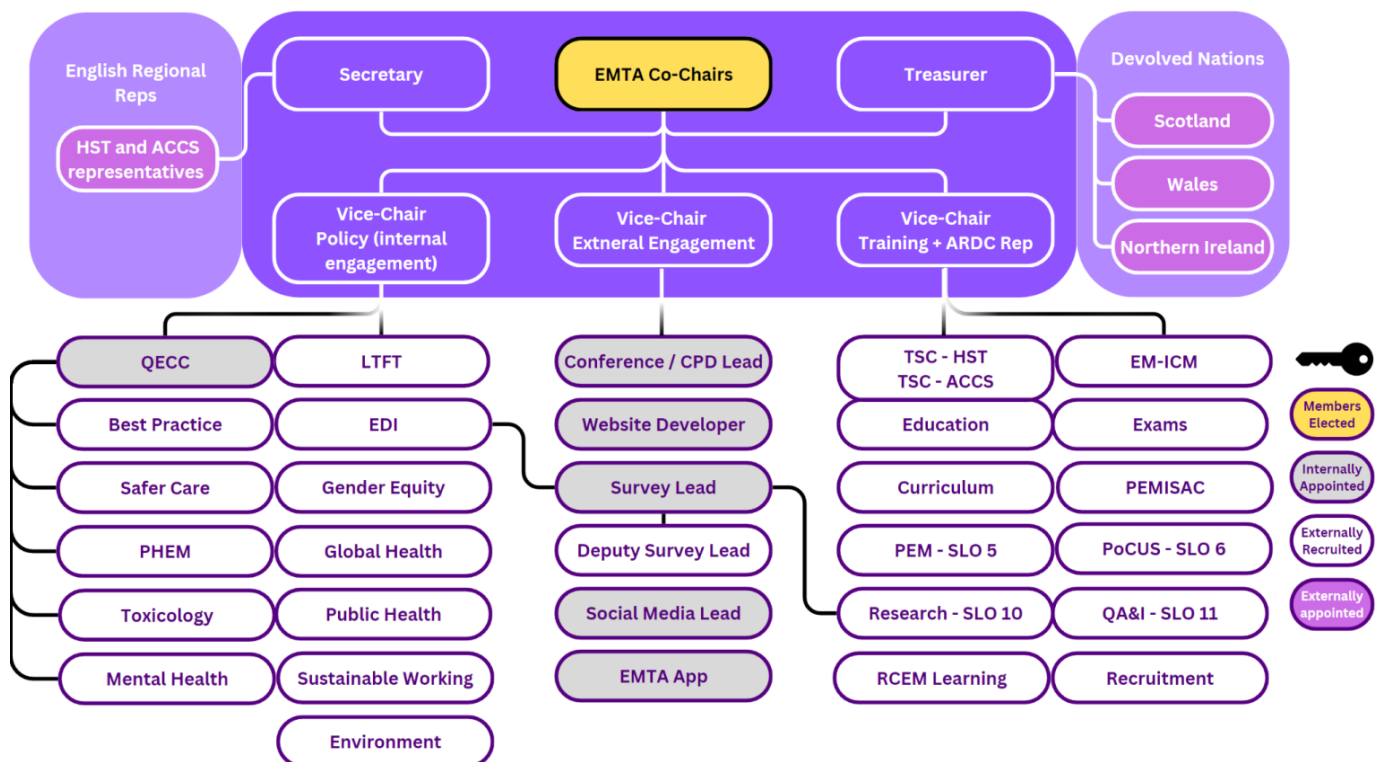 English Regional
Reps
HST and ACCS
representatives
Secretary
EMTA Co-Chairs
Treasurer
Devolved Nations
Scotland
Wales
Northern Ireland
Vice-Chair
Policy (internal
engagement)
Vice-Chair
Extneral Engagement
Vice-Chair
Training + ARDC Rep
QECC
Best Practice
Safer Care
PHEM
Toxicology
Mental Health
LTFT
EDI
Gender Equity
Global Health
Public Health
Sustainable Working
Environment
Conference / CPD Lead
Website Developer
Survey Lead
Deputy Survey Lead
Social Media Lead
EMTA App
TSC - HST
TSC - ACCS
Education
Curriculum
PEM - SLO 5
Research - SLO 10
RCEM Learning
EM-ICM
Exams
PEMISAC
PoCUS - SLO 6
QA&I - SLO 11
Recruitment
Members
Elected
Internally
Appointed
Externally
Recruited
Externally
appointed